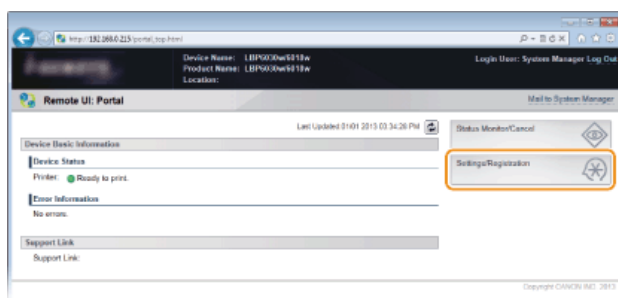 http://192.168.0.215/portal_top.html
Device Name: LBP6030w/6018w
Product Name: LBP6030w/6018w
Location:
Login User: System Manager Log Out
Remote UI: Portal
Mail to System Manager
Last Updated 01/01 2013 03:34:28 PM
Device Basic Information
Device Status
Printer: Ready to print.
Error Information
No errors.
Support Link
Support Link:
Status Monitor/Cancel
Settings/Registration
Copyright CANON INC. 2013